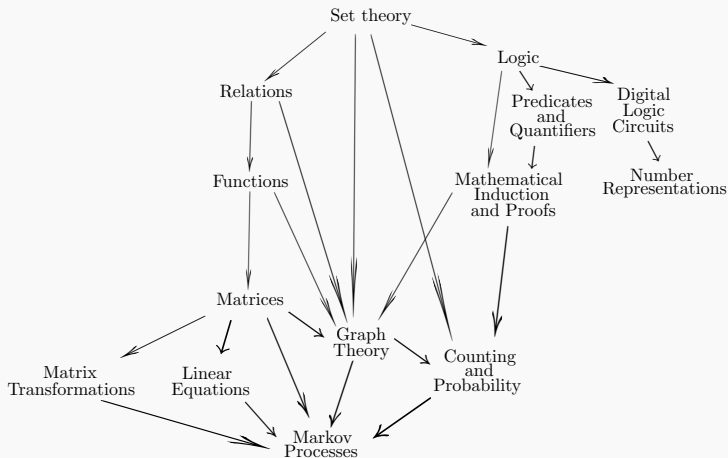 Set theory
Logic
Relations
Predicates
and
Quantifiers
Digital
Logic
Circuits
Functions
Mathematical
Induction
and Proofs
Number
Representations
Matrices
Graph
Theory
Counting
and
Probability
Matrix
Transformations
Linear
Equations
Markov
Processes